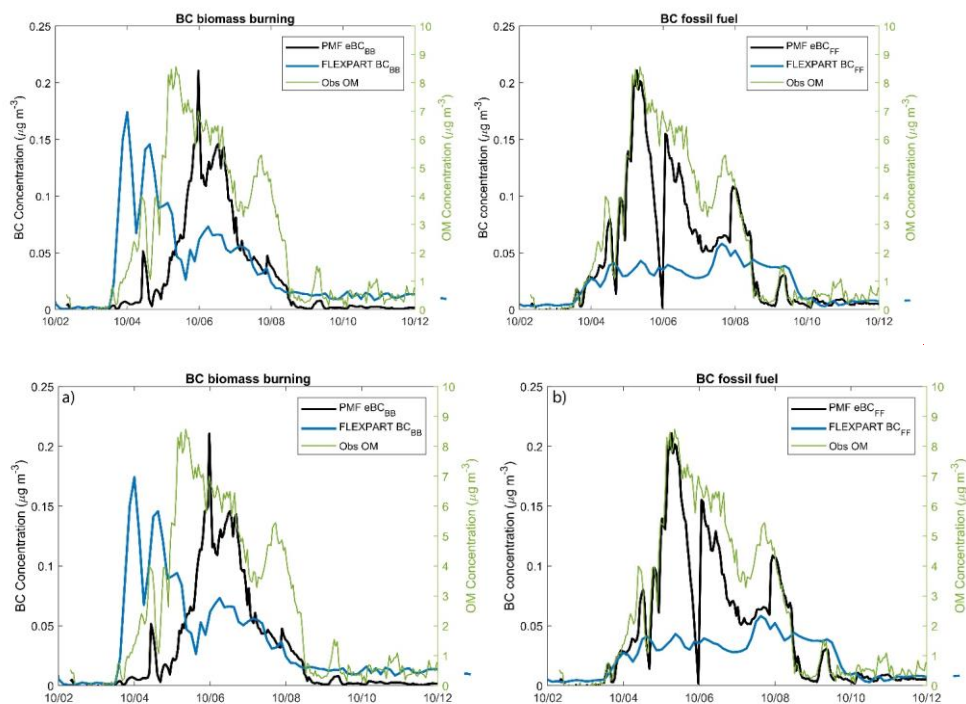 BC biomass burning
PMF eBC_BB
FLEXPART BC_BB
Obs OM
BC Concentration (μg m⁻³)
OM Concentration (μg m⁻³)
0.25
0.2
0.15
0.1
0.05
0
10
9
8
7
6
5
4
3
2
1
0
10/02 10/04 10/06 10/08 10/10 10/12
BC fossil fuel
PMF eBC_FF
FLEXPART BC_FF
Obs OM
BC concentration (μg m⁻³)
OM Concentration (μg m⁻³)
0.25
0.2
0.15
0.1
0.05
0
10
9
8
7
6
5
4
3
2
1
0
10/02 10/04 10/06 10/08 10/10 10/12
BC biomass burning
a)
PMF eBC_BB
FLEXPART BC_BB
Obs OM
BC Concentration (μg m⁻³)
OM Concentration (μg m⁻³)
0.25
0.2
0.15
0.1
0.05
0
10
9
8
7
6
5
4
3
2
1
0
10/02 10/04 10/06 10/08 10/10 10/12
BC fossil fuel
b)
PMF eBC_FF
FLEXPART BC_FF
Obs OM
BC concentration (μg m⁻³)
OM Concentration (μg m⁻³)
0.25
0.2
0.15
0.1
0.05
0
10
9
8
7
6
5
4
3
2
1
0
10/02 10/04 10/06 10/08 10/10 10/12